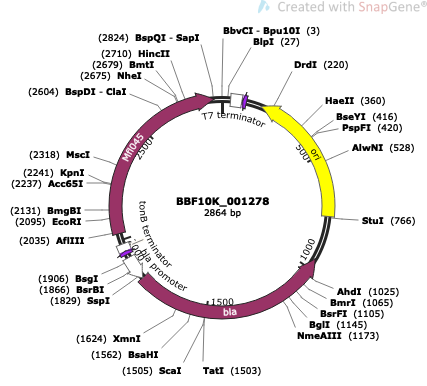 Created with SnapGene®
BbvCI - Bpu10I (3)
(2824) BspQI - SapI
BlpI (27)
(2710) HincII
(2679) BmtI
(2675) NheI
DrdI (220)
(2604) BspDI - ClaI
HaeII (360)
BseYI (416)
PspFI (420)
AlwNI (528)
T7 terminator
2500
500
ori
Mfl045
(2318) MscI
(2241) KpnI
(2237) Acc65I
BBF10K_001278
2864 bp
(2131) BmgBI
(2095) EcoRI
(2035) AflIII
StuI (766)
tonB terminator
bla promoter
1000
(1906) BsgI
(1866) BsrBI
(1829) SspI
AhdI (1025)
BmrI (1065)
BsrFI (1105)
BglI (1145)
NmeAIII (1173)
1500
bla
(1624) XmnI
(1562) BsaHI
(1505) ScaI
TatI (1503)